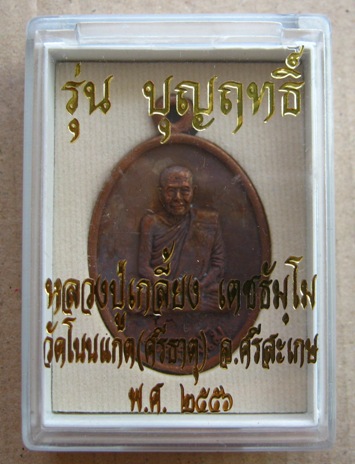 รุ่น บุญฤทธิ์
หลวงปู่เกลี้ยง เตชธมฺโม
วัดโนนแกด(ศรีธาตุ) จ.ศรีสะเกษ
พ.ศ. ๒๕๕๖